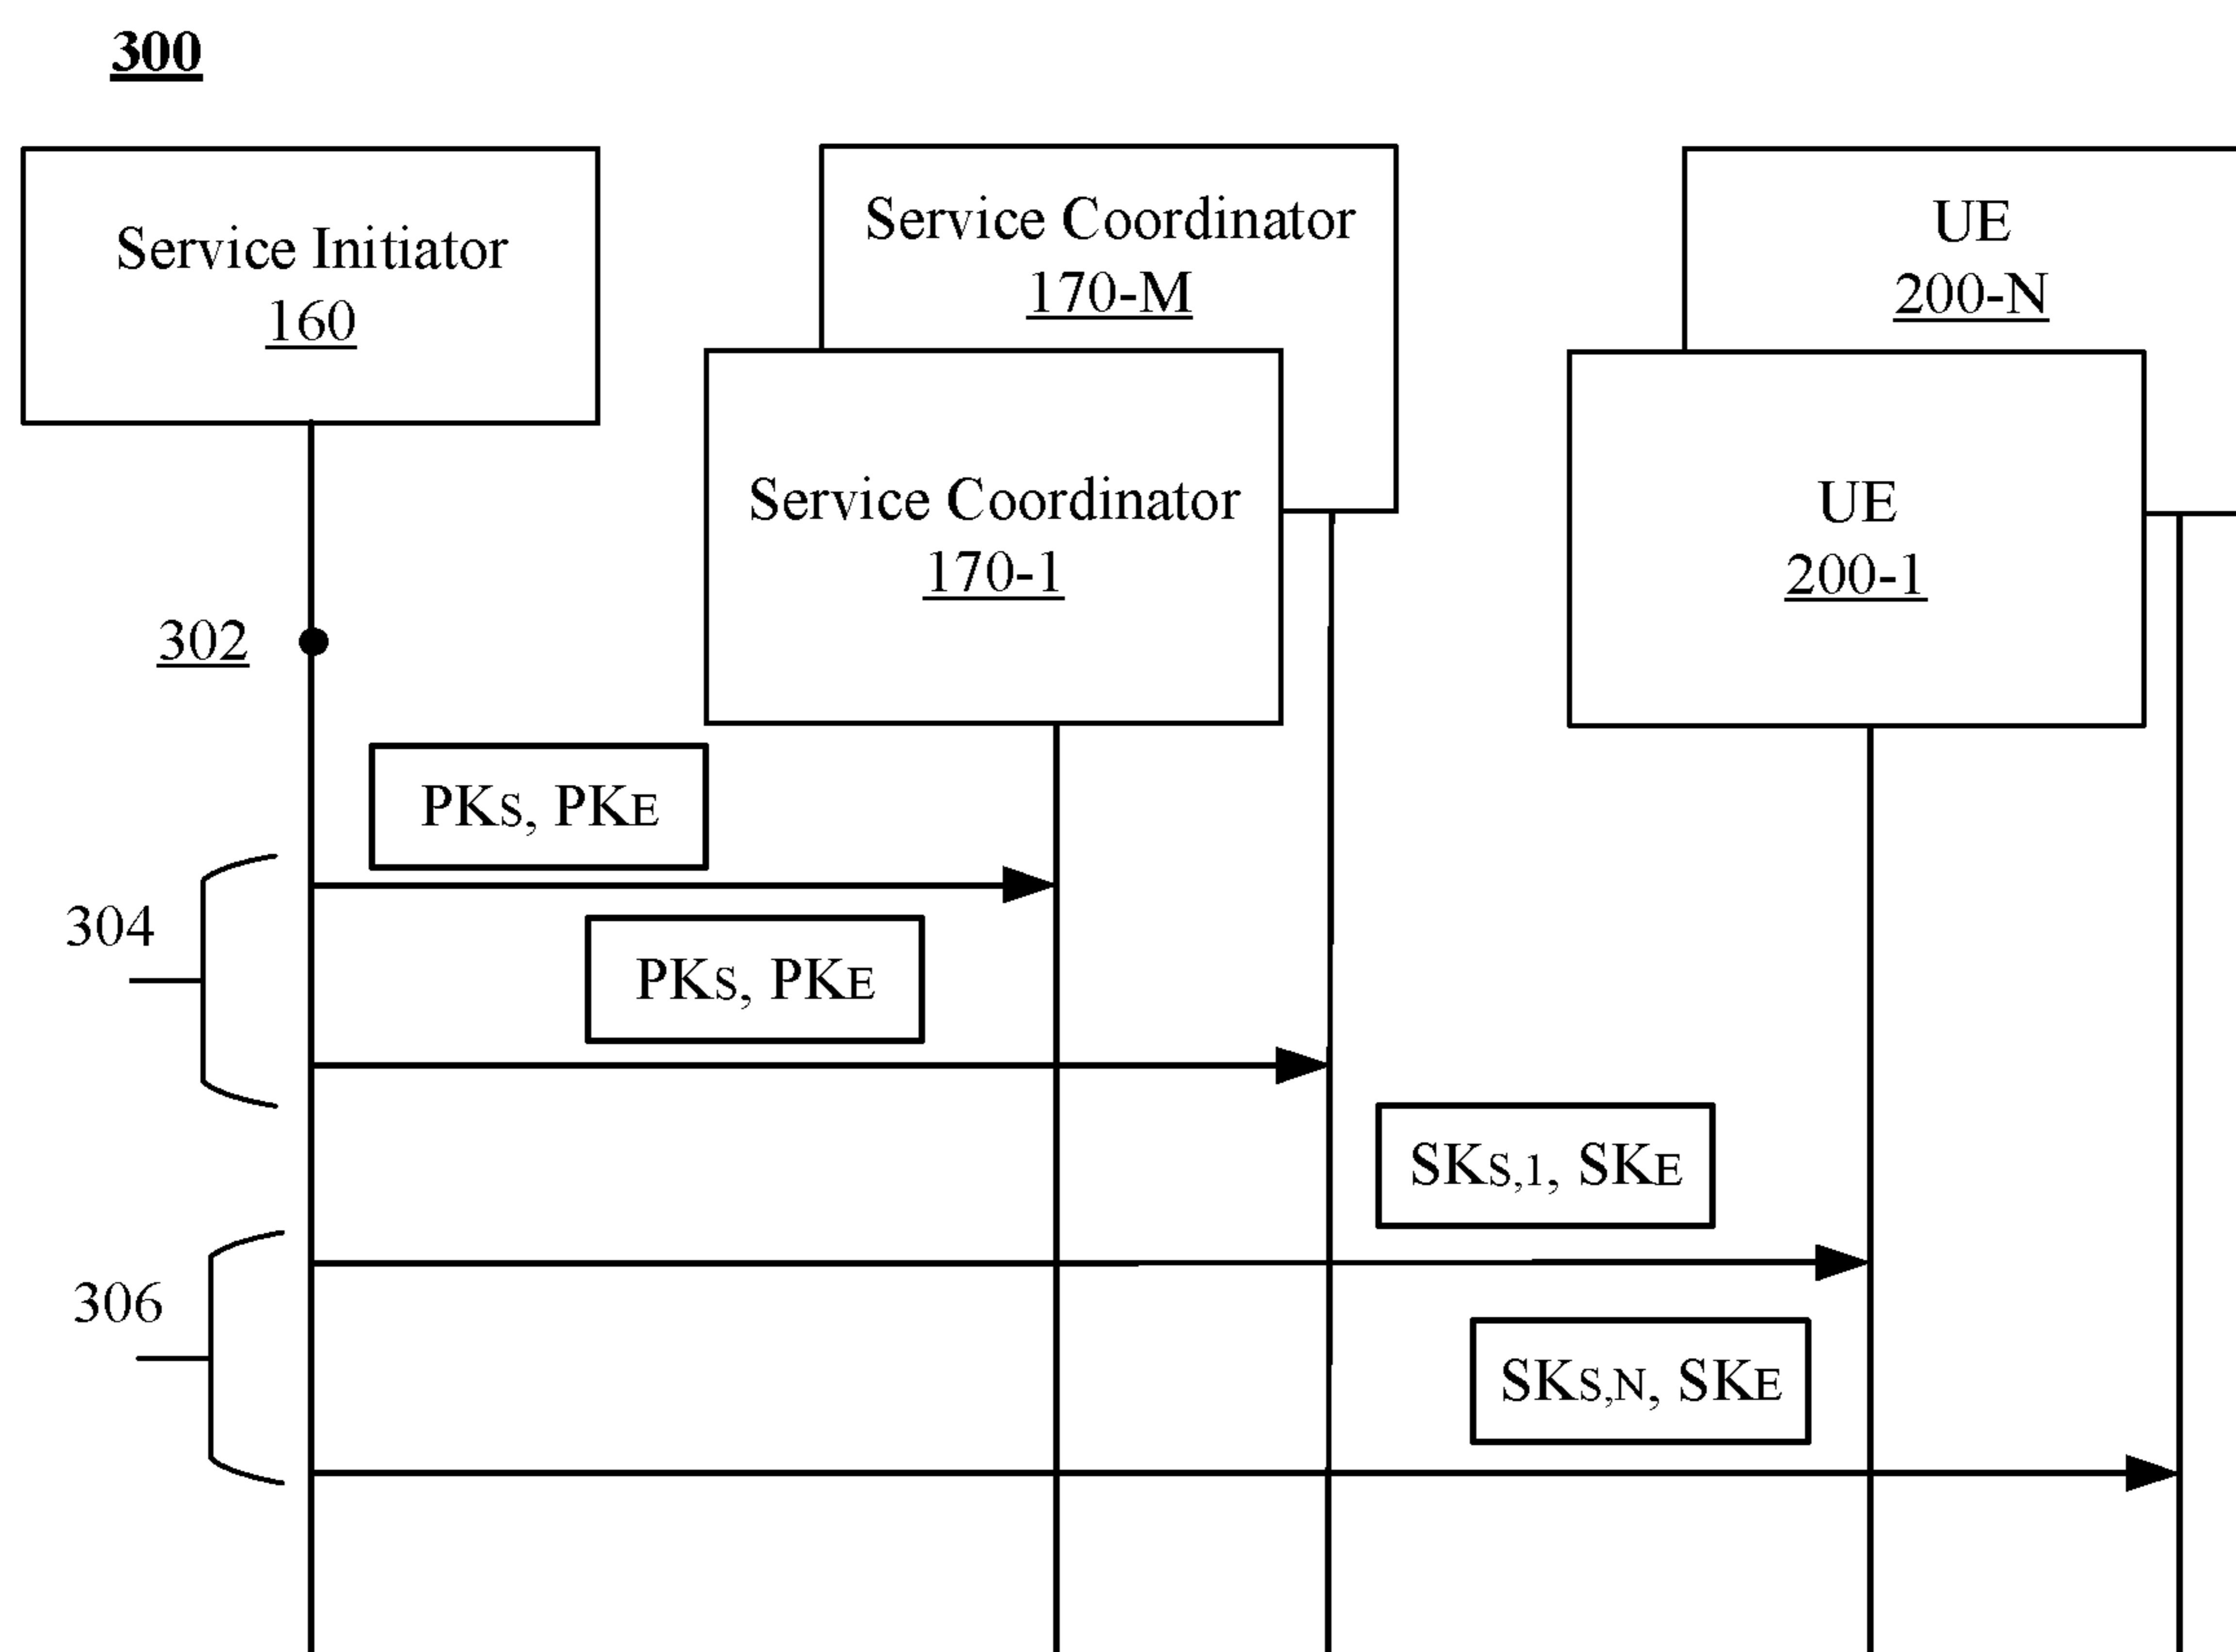 300
Service Initiator
160
Service Coordinator
170-M
UE
200-N
Service Coordinator
170-1
UE
200-1
302
PKS, PKE
304
PKS, PKE
SKS,1, SKE
306
SKS,N, SKE